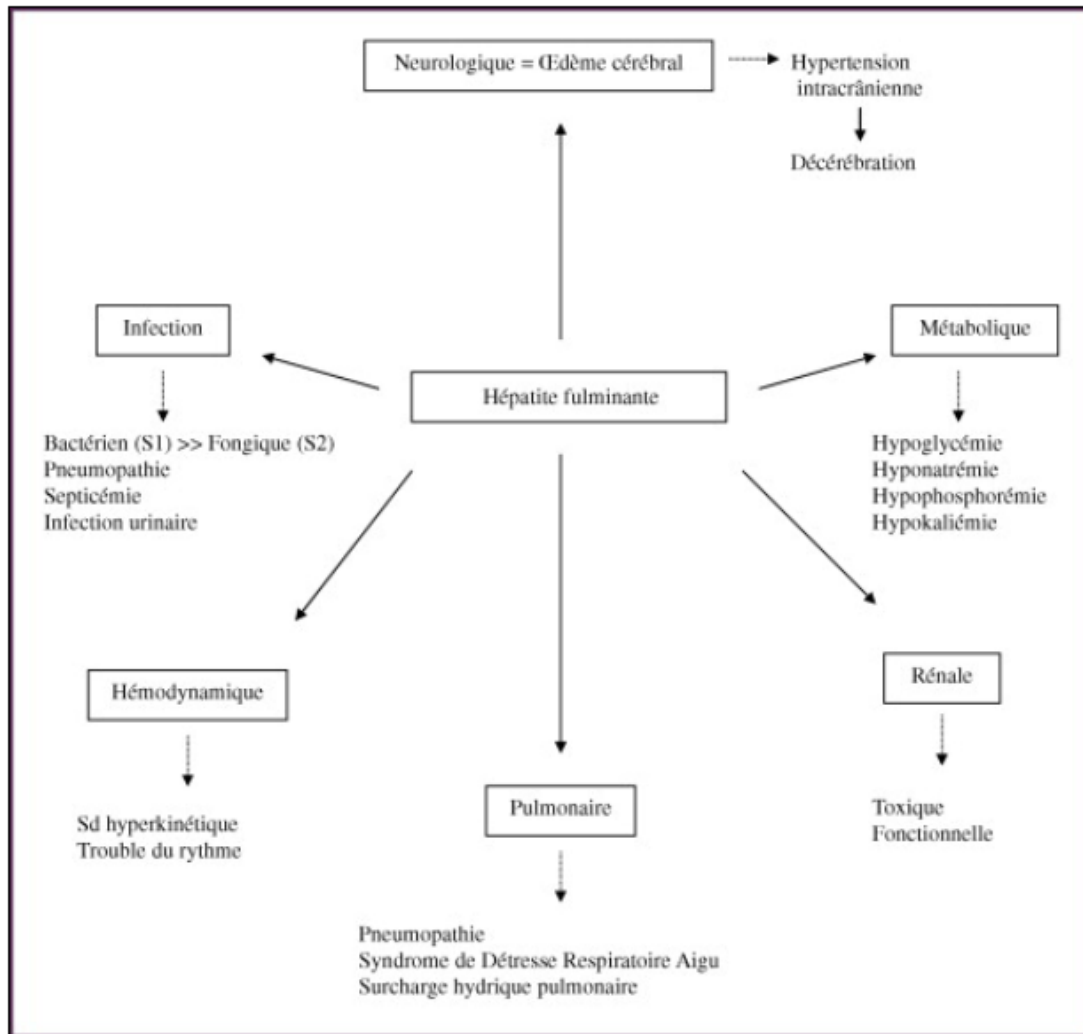 Neurologique = Œdème cérébral
Hypertension
intracrânienne
Décérébration
Infection
Bactérien (S1) >> Fongique (S2)
Pneumopathie
Septicémie
Infection urinaire
Hépatite fulminante
Métabolique
Hypoglycémie
Hyponatrémie
Hypophosphorémie
Hypokaliémie
Hémodynamique
Sd hyperkinétique
Trouble du rythme
Pulmonaire
Pneumopathie
Syndrome de Détresse Respiratoire Aigu
Surcharge hydrique pulmonaire
Rénale
Toxique
Fonctionnelle